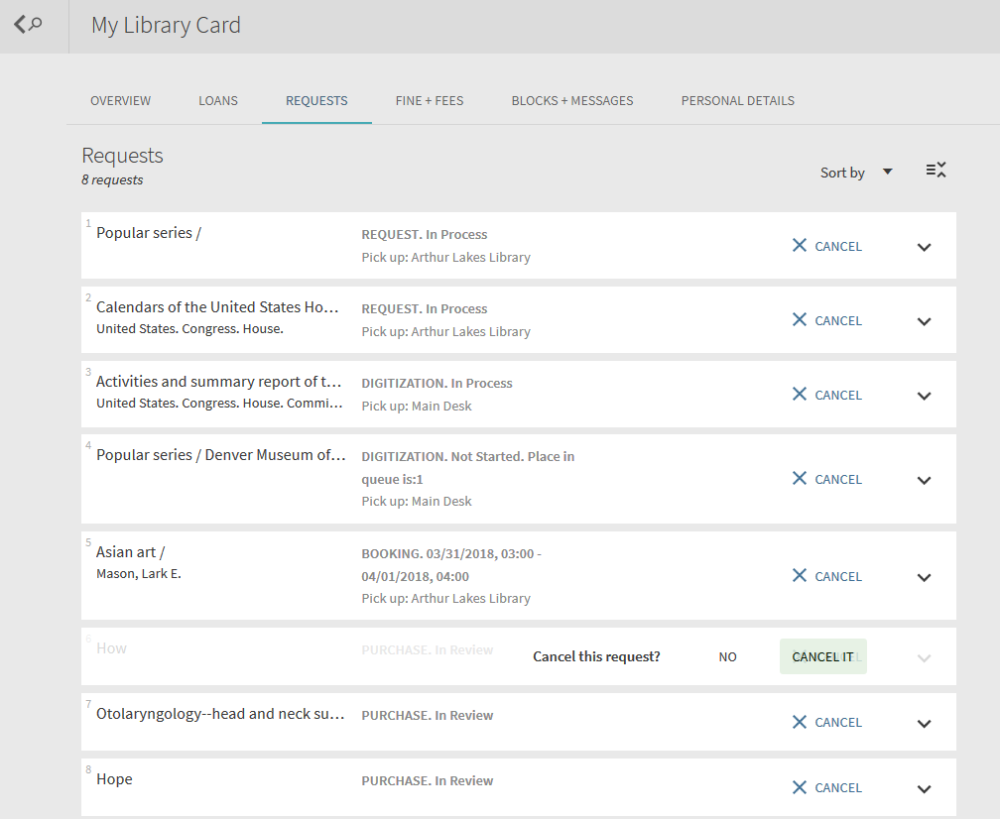 My Library Card
OVERVIEW
LOANS
REQUESTS
FINE + FEES
BLOCKS + MESSAGES
PERSONAL DETAILS
Requests
8 requests
Sort by
1
Popular series /
REQUEST. In Process
Pick up: Arthur Lakes Library
CANCEL
2
Calendars of the United States Ho...
United States. Congress. House.
REQUEST. In Process
Pick up: Arthur Lakes Library
CANCEL
3
Activities and summary report of t...
United States. Congress. House. Commi...
DIGITIZATION. In Process
Pick up: Main Desk
CANCEL
4
Popular series / Denver Museum of...
DIGITIZATION. Not Started. Place in
queue is:1
Pick up: Main Desk
CANCEL
5
Asian art /
Mason, Lark E.
BOOKING. 03/31/2018, 03:00 -
04/01/2018, 04:00
Pick up: Arthur Lakes Library
CANCEL
6
How
PURCHASE. In Review
Cancel this request?
NO
CANCEL IT
7
Otolaryngology--head and neck su...
PURCHASE. In Review
CANCEL
8
Hope
PURCHASE. In Review
CANCEL